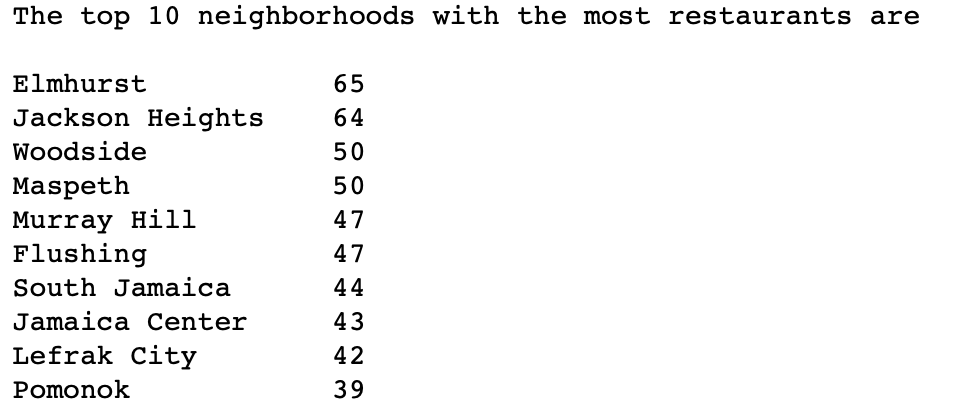 The top 10 neighborhoods with the most restaurants are
Elmhurst 65
Jackson Heights 64
Woodside 50
Maspeth 50
Murray Hill 47
Flushing 47
South Jamaica 44
Jamaica Center 43
Lefrak City 42
Pomonok 39